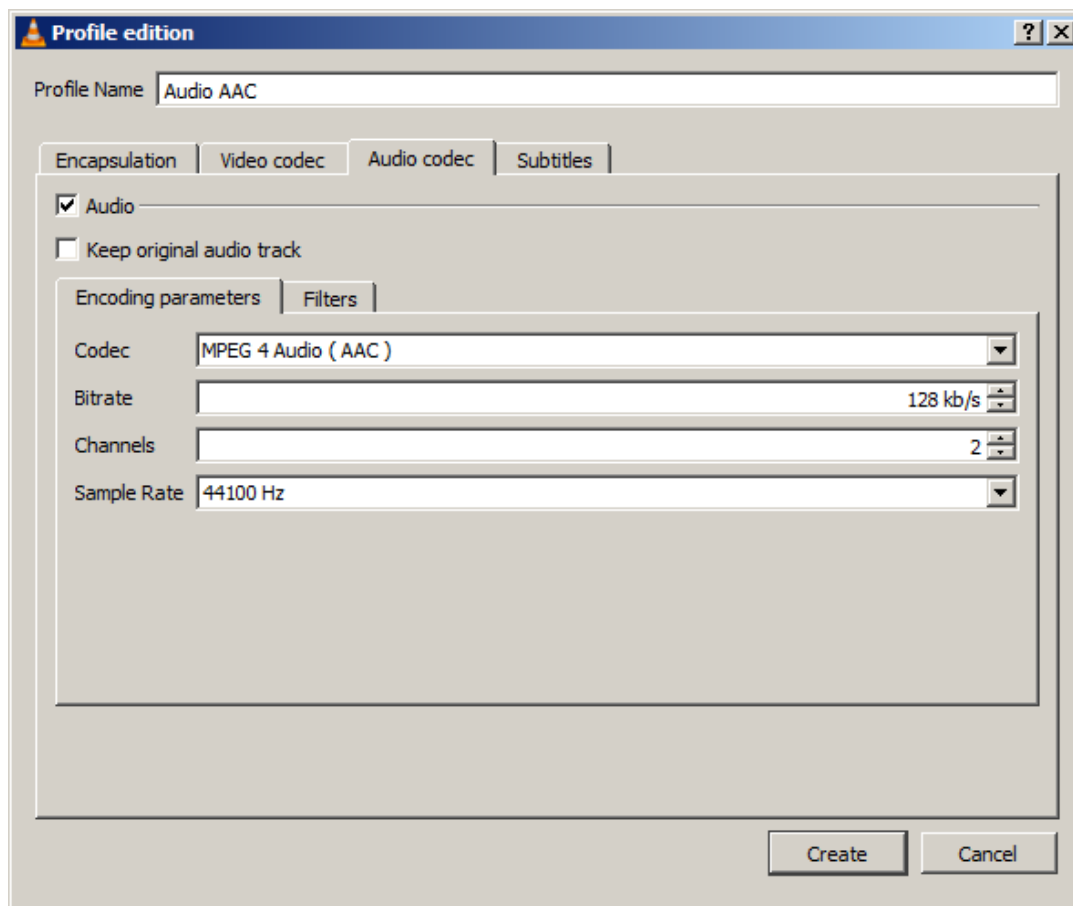 Profile edition
Profile Name Audio AAC
Encapsulation Video codec Audio codec Subtitles
Audio
Keep original audio track
Encoding parameters Filters
Codec MPEG 4 Audio ( AAC )
Bitrate 128 kb/s
Channels 2
Sample Rate 44100 Hz
Create Cancel